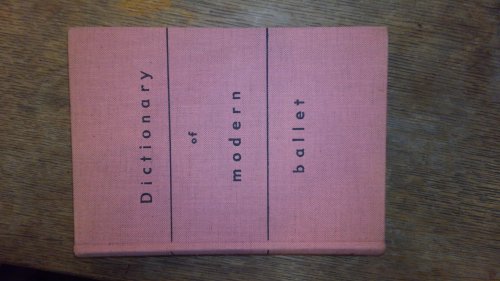 Dictionary
of
modern
ballet